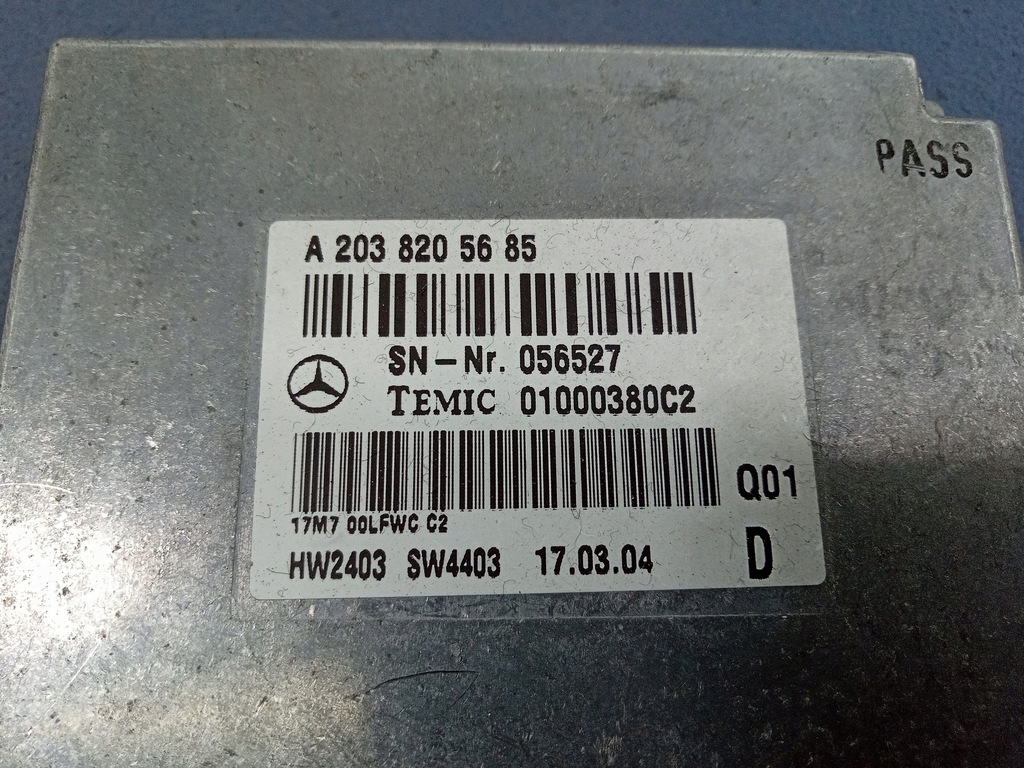 PASS
A 203 820 56 85
SN-Nr. 056527
TEMIC 01000380C2
Q01
17M7 00LFWC C2
HW2403 SW4403 17.03.04 D